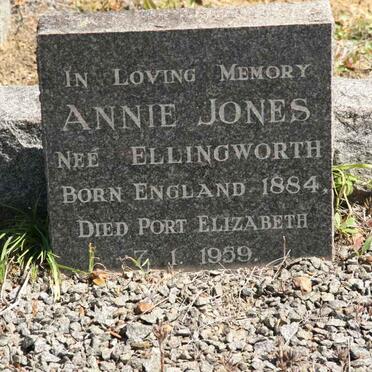 IN LOVING MEMORY
ANNIE JONES
NEÉ ELLINGWORTH
BORN ENGLAND 1884,
DIED PORT ELIZABETH
7. 1. 1959.